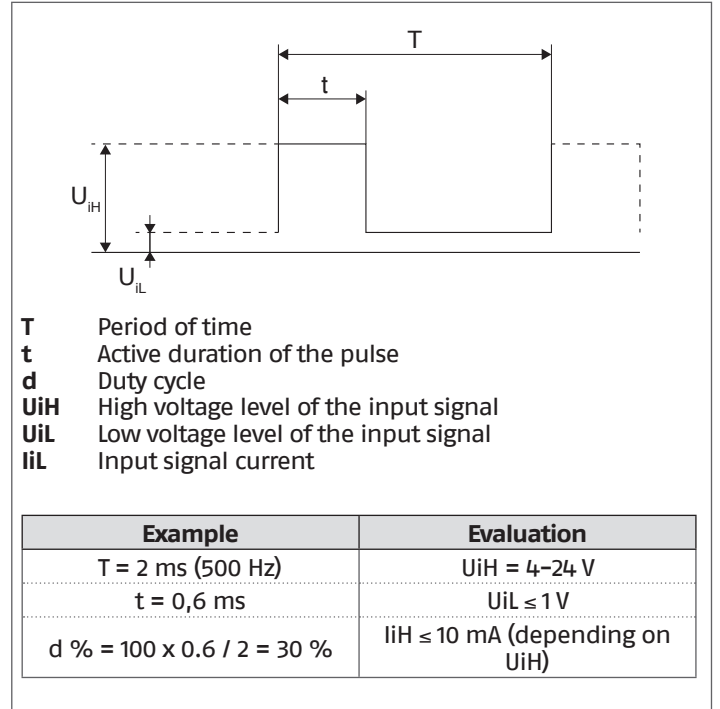 T
t
UiH
UiL
T Period of time
t Active duration of the pulse
d Duty cycle
UiH High voltage level of the input signal
UiL Low voltage level of the input signal
IiL Input signal current
Example Evaluation
T = 2 ms (500 Hz) UiH = 4–24 V
t = 0,6 ms UiL ≤ 1 V
d % = 100 x 0.6 / 2 = 30 % IiH ≤ 10 mA (depending on
UiH)